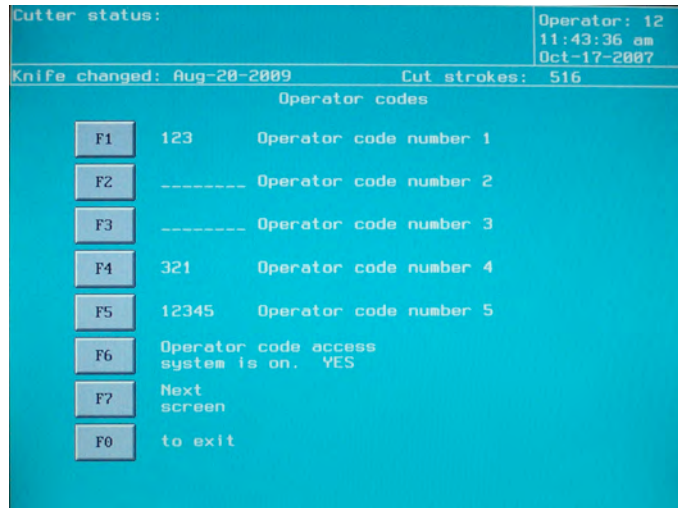 Cutter status:
Operator: 12
11:43:36 am
Oct-17-2007
Knife changed: Aug-20-2009 Cut strokes: 516
Operator codes
F1 123 Operator code number 1
F2 ________ Operator code number 2
F3 ________ Operator code number 3
F4 321 Operator code number 4
F5 12345 Operator code number 5
F6 Operator code access
system is on. YES
F7 Next
screen
F0 to exit